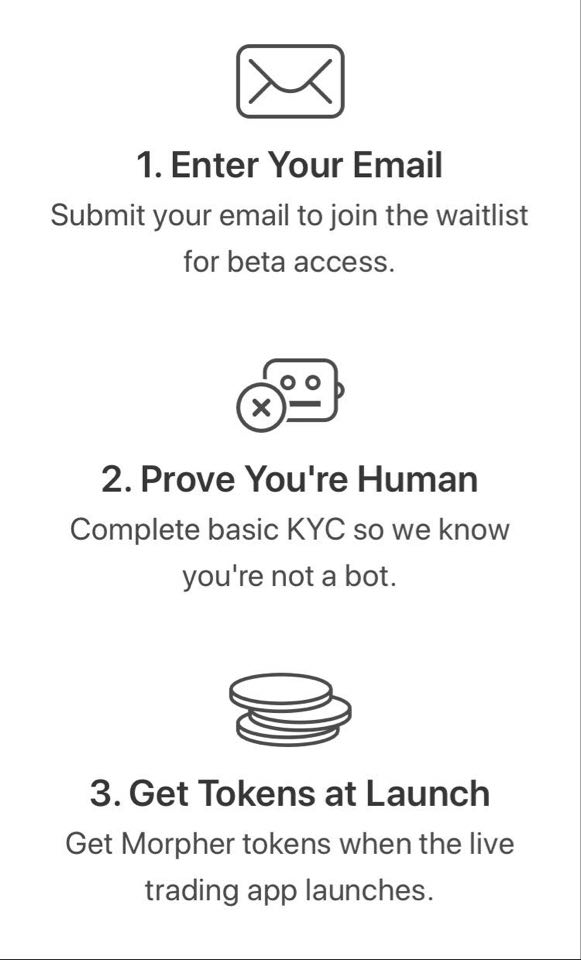 1. Enter Your Email
Submit your email to join the waitlist
for beta access.
2. Prove You're Human
Complete basic KYC so we know
you're not a bot.
3. Get Tokens at Launch
Get Morpher tokens when the live
trading app launches.